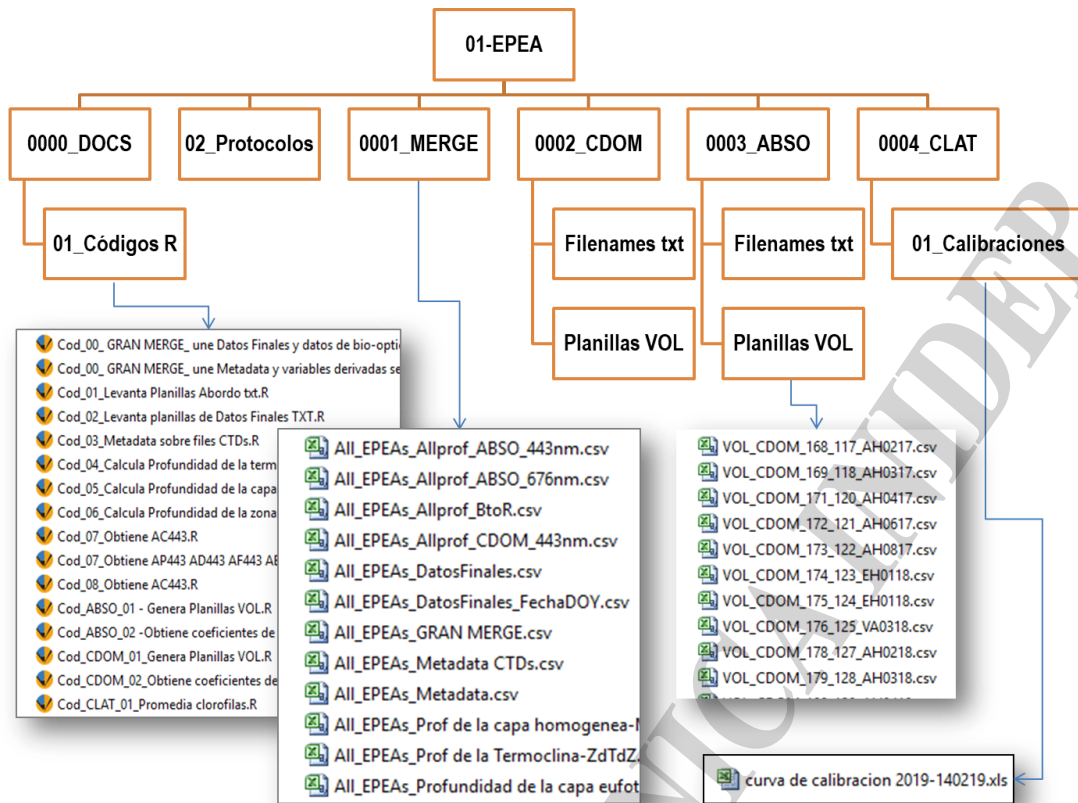 01-EPEA
0000_DOCS
02_Protocolos
0001_MERGE
0002_CDOM
0003_ABSO
0004_CLAT
01_Códigos R
Filenames txt
Filenames txt
01_Calibraciones
Planillas VOL
Planillas VOL
Cod_00_ GRAN MERGE_ une Datos Finales y datos de bio-opti
Cod_00_ GRAN MERGE_ une Metadata y variables derivadas se
Cod_01_Levanta Planillas Abordo txt.R
Cod_02_Levanta planillas de Datos Finales TXT.R
Cod_03_Metadata sobre files CTDs.R
Cod_04_Calcula Profundidad de la term
Cod_05_Calcula Profundidad de la capa
Cod_06_Calcula Profundidad de la zona
Cod_07_Obtiene AC443.R
Cod_07_Obtiene AP443 AD443 AF443
Cod_08_Obtiene AC443.R
Cod_ABSO_01 - Genera Planillas VOL.R
Cod_ABSO_02 -Obtiene coeficientes de
Cod_CDOM_01_Genera Planillas VOL.R
Cod_CDOM_02_Obtiene coeficientes de
Cod_CLAT_01_Promedia clorofilas.R
All_EPEAs_Allprof_ABSO_443nm.csv
All_EPEAs_Allprof_ABSO_676nm.csv
All_EPEAs_Allprof_BtoR.csv
All_EPEAs_Allprof_CDOM_443nm.csv
All_EPEAs_DatosFinales.csv
All_EPEAs_DatosFinales_FechaDOY.csv
All_EPEAs_GRAN MERGE.csv
All_EPEAs_Metadata CTDs.csv
All_EPEAs_Metadata.csv
All_EPEAs_Prof de la capa homogenea-
All_EPEAs_Prof de la Termoclina-ZdTdZ.
All_EPEAs_Profundidad de la capa eufot
VOL_CDOM_168_117_AH0217.csv
VOL_CDOM_169_118_AH0317.csv
VOL_CDOM_171_120_AH0417.csv
VOL_CDOM_172_121_AH0617.csv
VOL_CDOM_173_122_AH0817.csv
VOL_CDOM_174_123_EH0118.csv
VOL_CDOM_175_124_EH0118.csv
VOL_CDOM_176_125_VA0318.csv
VOL_CDOM_178_127_AH0218.csv
VOL_CDOM_179_128_AH0318.csv
curva de calibracion 2019-140219.xls
NICA INIDEP